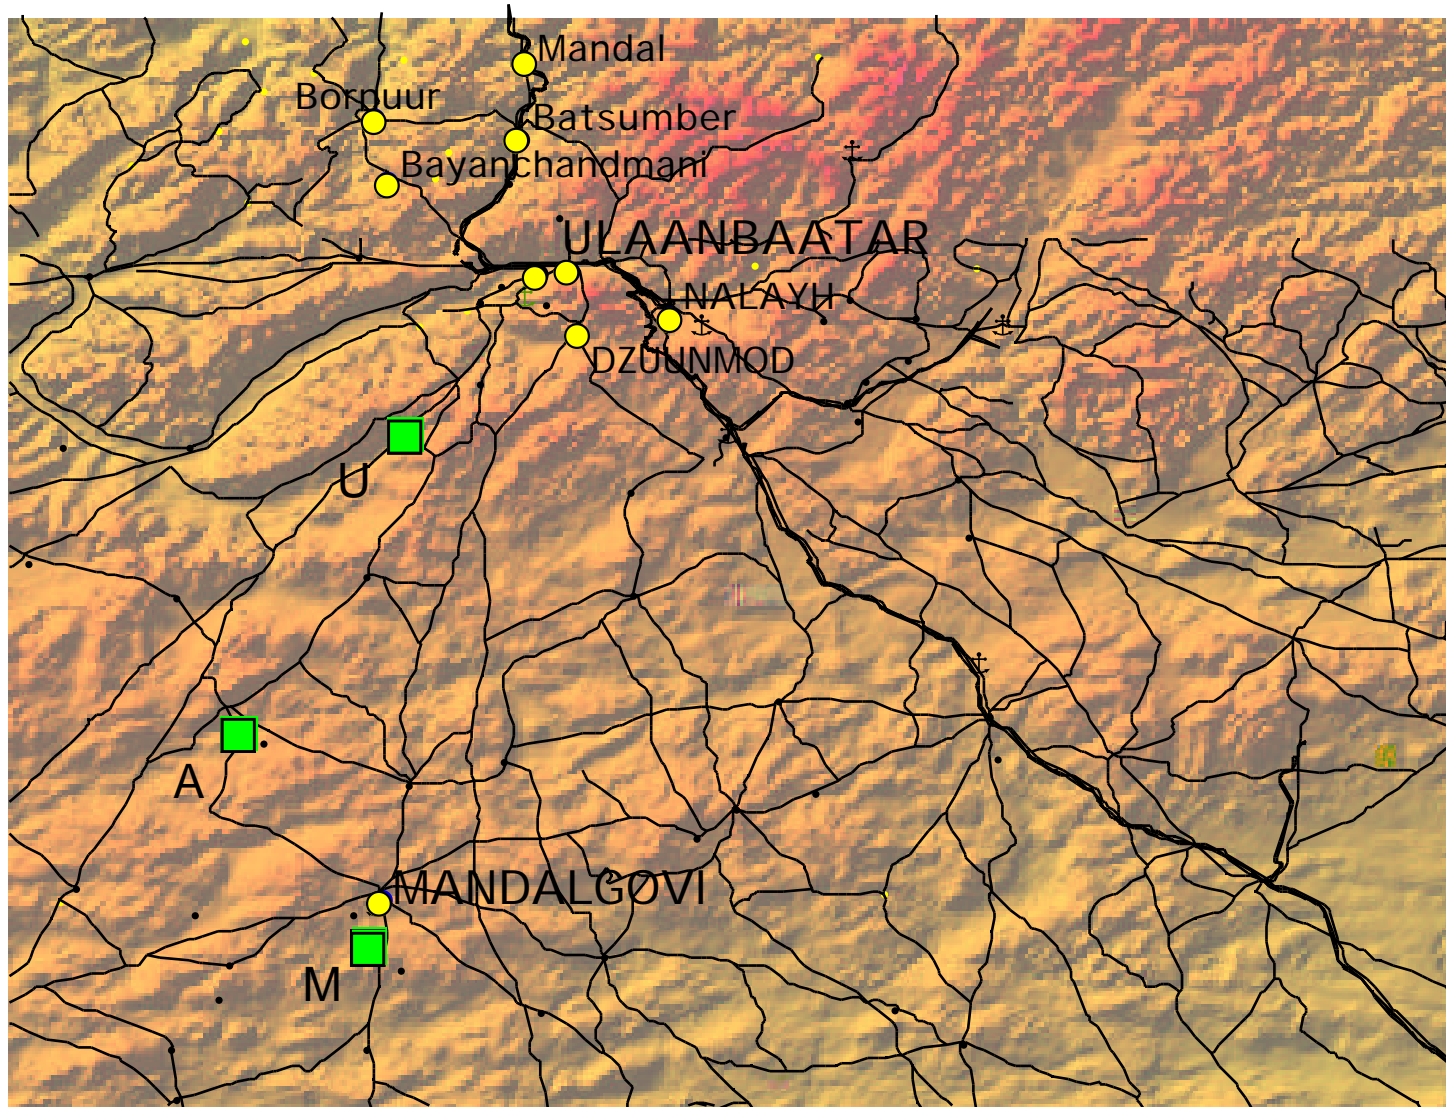 Mandal
Bornuur
Batsumber
Bayanchandmani
ULAANBAATAR
NALAYH
DZUUNMOD
U
A
MANDALGOVI
M